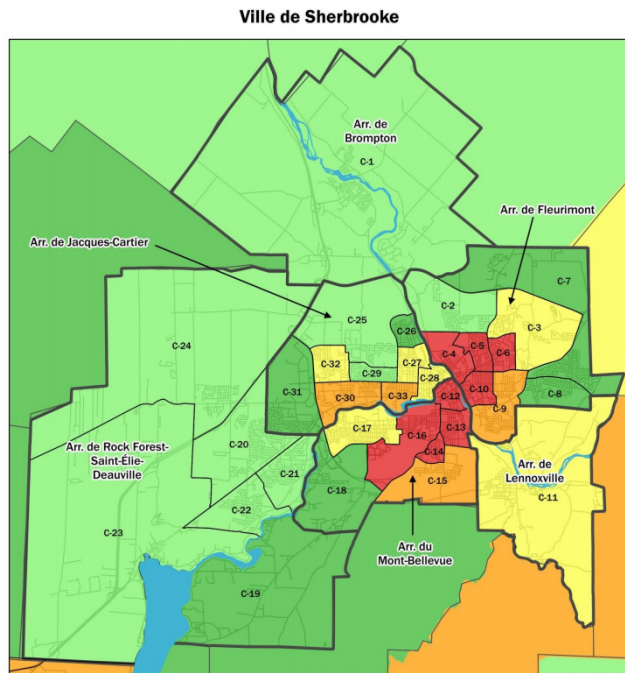 Ville de Sherbrooke
Arr. de
Brompton
C-1
Arr. de Fleurimont
Arr. de Jacques-Cartier
C-7
C-2
C-25
C-3
C-26
C-24
C-5
C-4
C-6
C-32
C-27
C-29
C-28
C-31
C-10
C-8
C-30
C-33
C-12
C-9
C-17
C-13
C-16
C-20
Arr. de Rock Forest-
Saint-Élie-
Deauville
C-14
C-21
Arr. de
Lennoxville
C-11
C-15
C-18
C-22
C-23
Arr. du
Mont-Bellevue
C-19